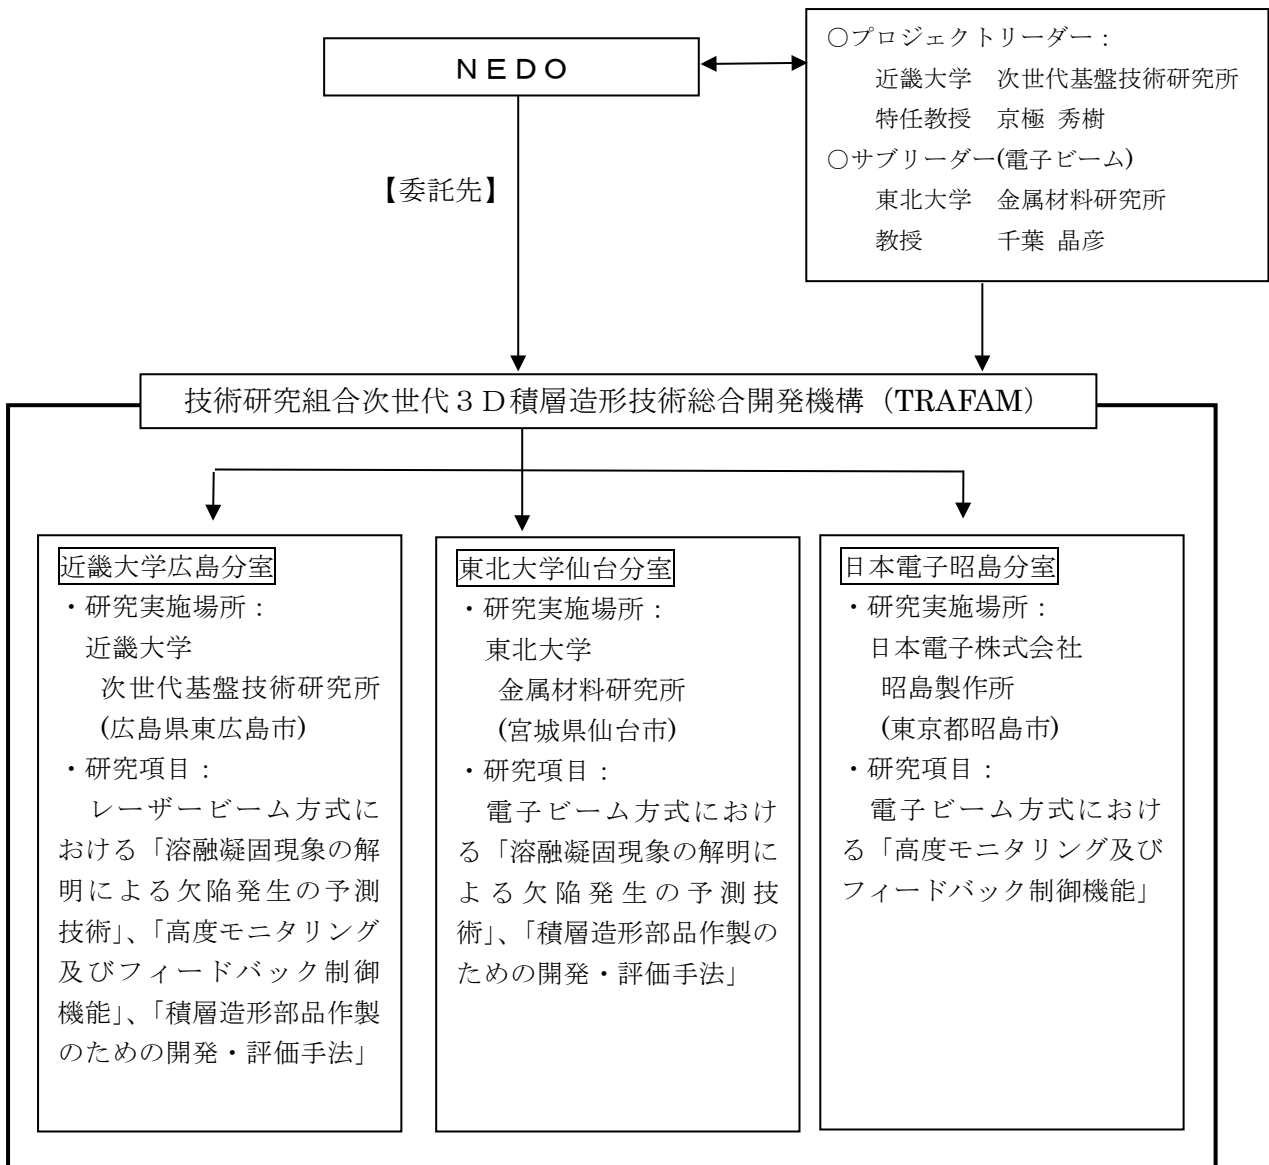 NEDO
○プロジェクトリーダー：
近畿大学　次世代基盤技術研究所
特任教授　京極 秀樹
○サブリーダー(電子ビーム)
東北大学　金属材料研究所
教授　　　千葉 晶彦
【委託先】
技術研究組合次世代３Ｄ積層造形技術総合開発機構（TRAFAM）
近畿大学広島分室
・研究実施場所：
近畿大学
次世代基盤技術研究所
(広島県東広島市)
・研究項目：
レーザービーム方式に
おける「溶融凝固現象の解
明による欠陥発生の予測
技術」、「高度モニタリング
及びフィードバック制御
機能」、「積層造形部品作製
のための開発・評価手法」
東北大学仙台分室
・研究実施場所：
東北大学
金属材料研究所
(宮城県仙台市)
・研究項目：
電子ビーム方式におけ
る「溶融凝固現象の解明に
よる欠陥発生の予測技
術」、「積層造形部品作製の
ための開発・評価手法」
日本電子昭島分室
・研究実施場所：
日本電子株式会社
昭島製作所
(東京都昭島市)
・研究項目：
電子ビーム方式におけ
る「高度モニタリング及び
フィードバック制御機能」